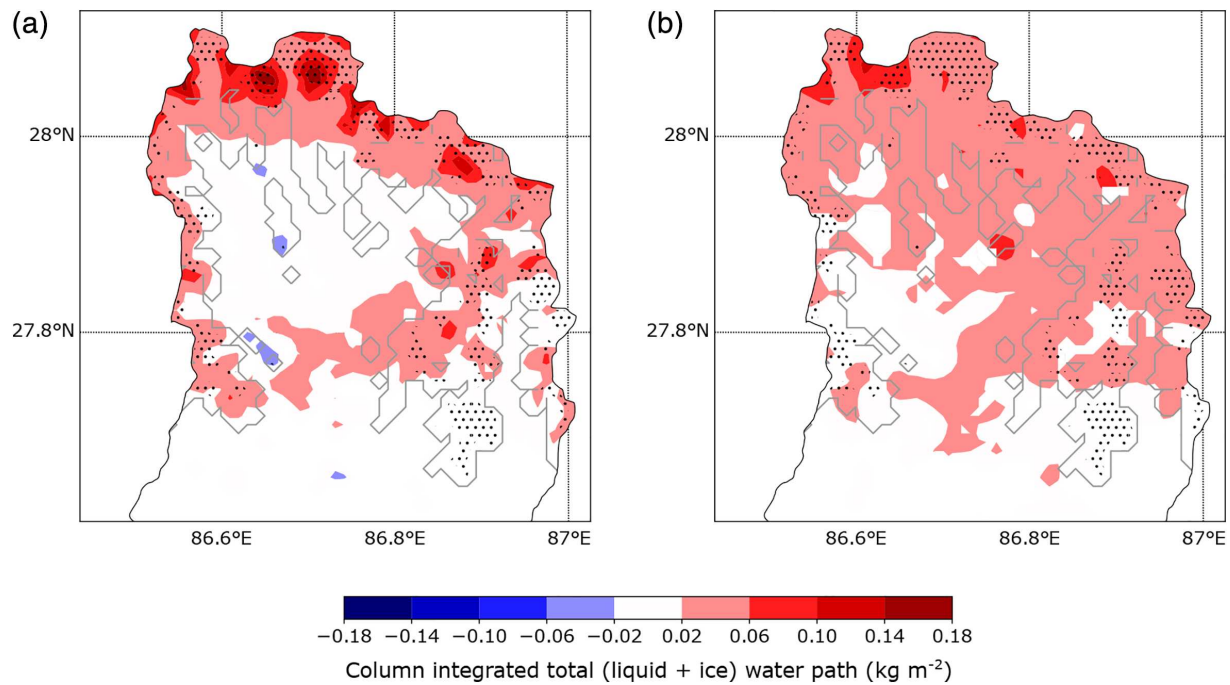 (a) (b)
28°N 28°N
27.8°N 27.8°N
86.6°E 86.8°E 87°E 86.6°E 86.8°E 87°E
−0.18 −0.14 −0.10 −0.06 −0.02 0.02 0.06 0.10 0.14 0.18
Column integrated total (liquid + ice) water path (kg m⁻²)